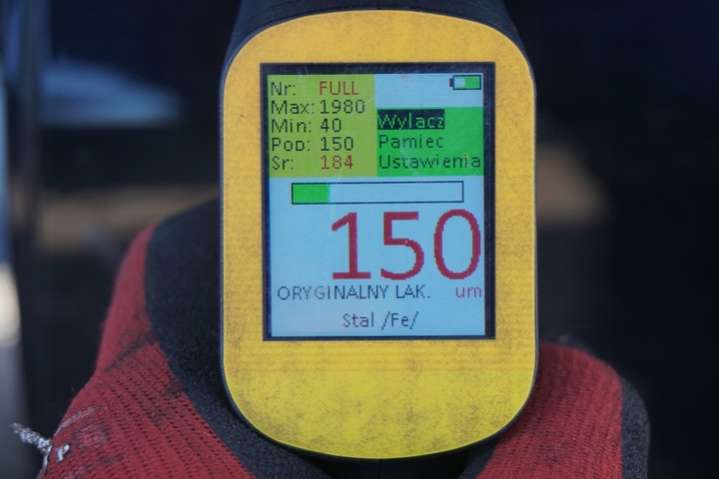 Nr: FULL
Max: 1980
Min: 40
Pop: 150
Sr: 184
Wylacz
Pamiec
Ustawienia
150
ORYGINALNY LAK. um
Stal /Fe/